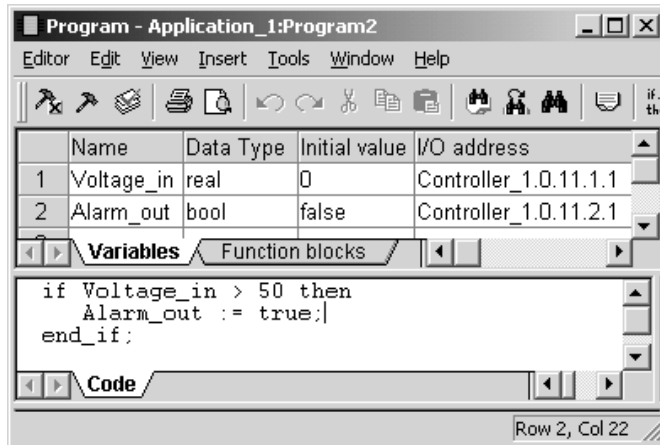 Program - Application_1:Program2
Editor Edit View Insert Tools Window Help
if.
th
Name Data Type Initial value I/O address
1 Voltage_in real 0 Controller_1.0.11.1.1
2 Alarm_out bool false Controller_1.0.11.2.1
Variables Function blocks
if Voltage_in > 50 then
Alarm_out := true;
end_if;
Code
Row 2, Col 22